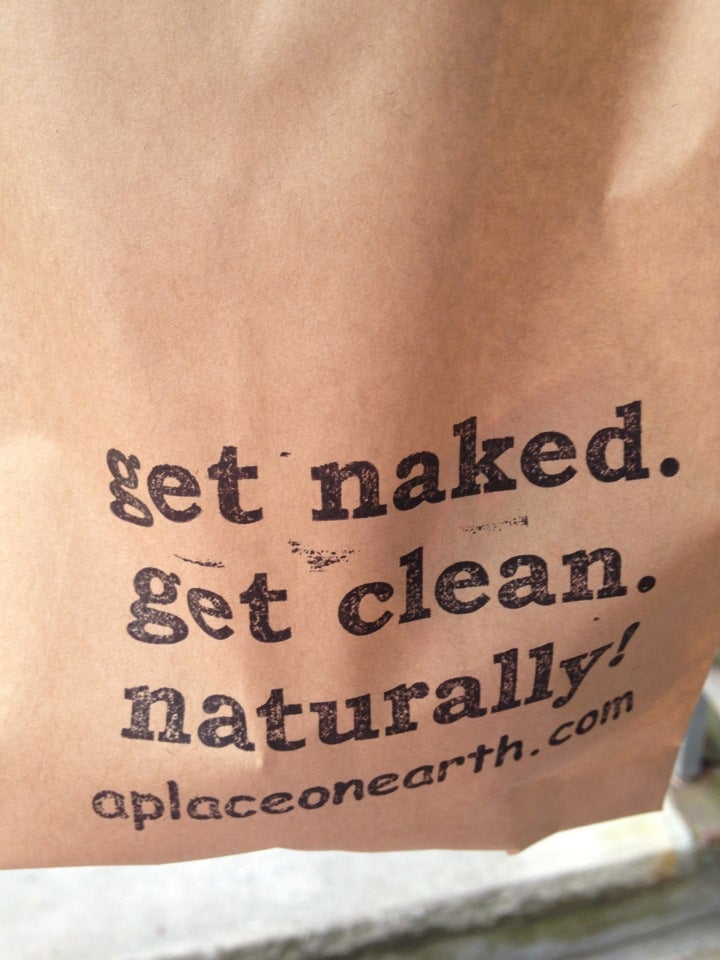 get naked.
get clean.
naturally!
aplaceonearth.com